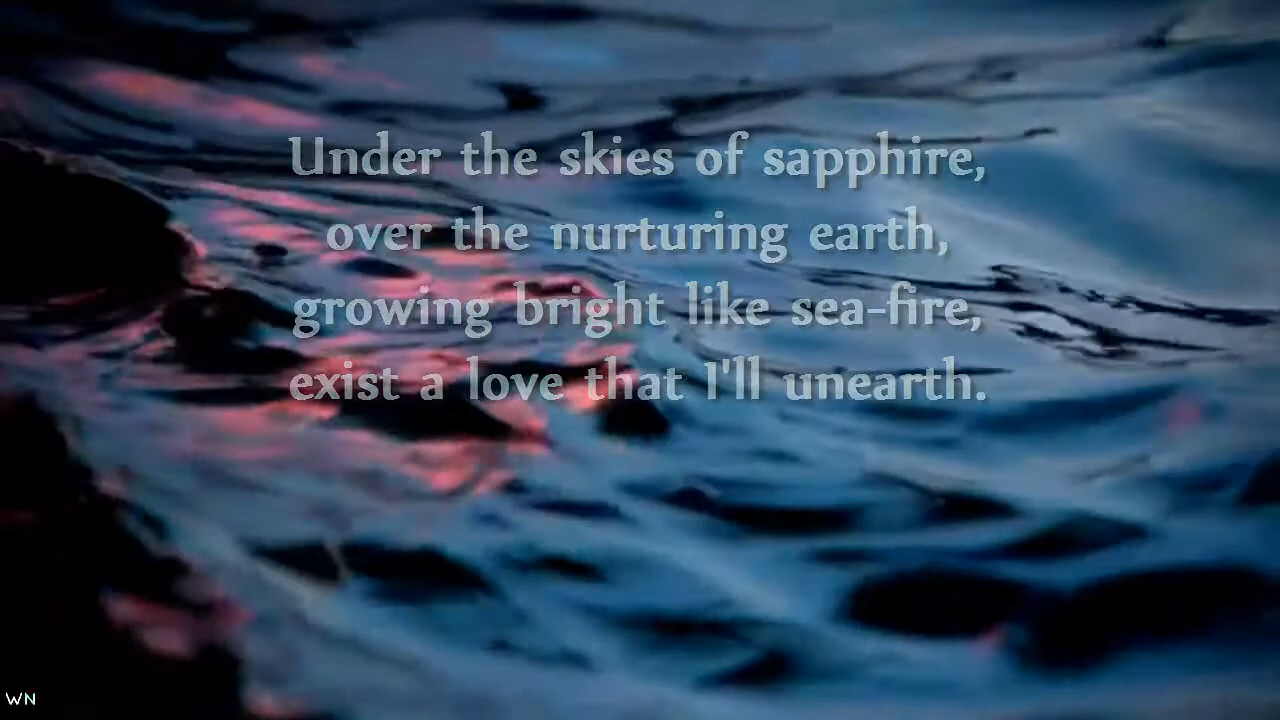 Under the skies of sapphire,
over the nurturing earth,
growing bright like sea-fire,
exist a love that I'll unearth.
WN